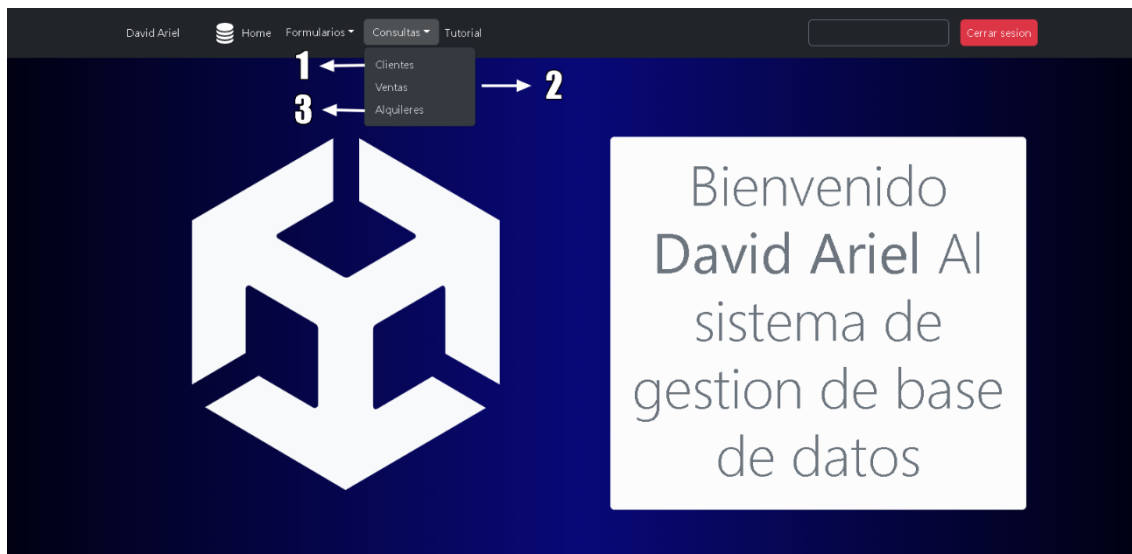 David Ariel Home Formularios Consultas Tutorial Cerrar sesion
1 Clientes
Ventas 2
3 Alquileres
Bienvenido
David Ariel Al
sistema de
gestion de base
de datos